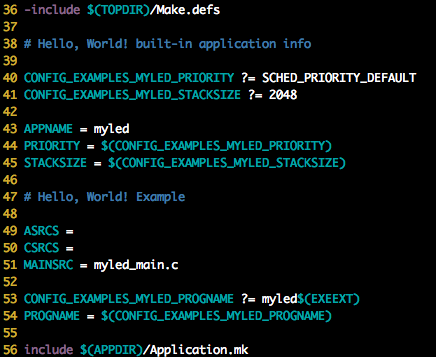 36 -include $(TOPDIR)/Make.defs
37
38 # Hello, World! built-in application info
39
40 CONFIG_EXAMPLES_MYLED_PRIORITY ?= SCHED_PRIORITY_DEFAULT
41 CONFIG_EXAMPLES_MYLED_STACKSIZE ?= 2048
42
43 APPNAME = myled
44 PRIORITY = $(CONFIG_EXAMPLES_MYLED_PRIORITY)
45 STACKSIZE = $(CONFIG_EXAMPLES_MYLED_STACKSIZE)
46
47 # Hello, World! Example
48
49 ASRCS =
50 CSRCS =
51 MAINSRC = myled_main.c
52
53 CONFIG_EXAMPLES_MYLED_PROGNAME ?= myled$(EXEEXT)
54 PROGNAME = $(CONFIG_EXAMPLES_MYLED_PROGNAME)
55
56 include $(APPDIR)/Application.mk